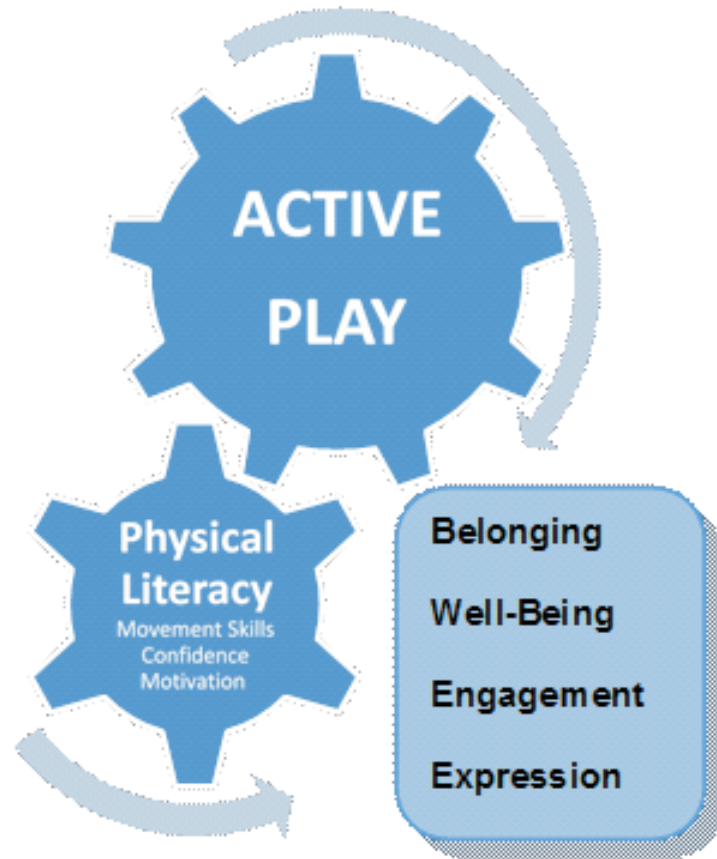 ACTIVE
PLAY
Physical
Literacy
Movement Skills
Confidence
Motivation
Belonging
Well-Being
Engagement
Expression